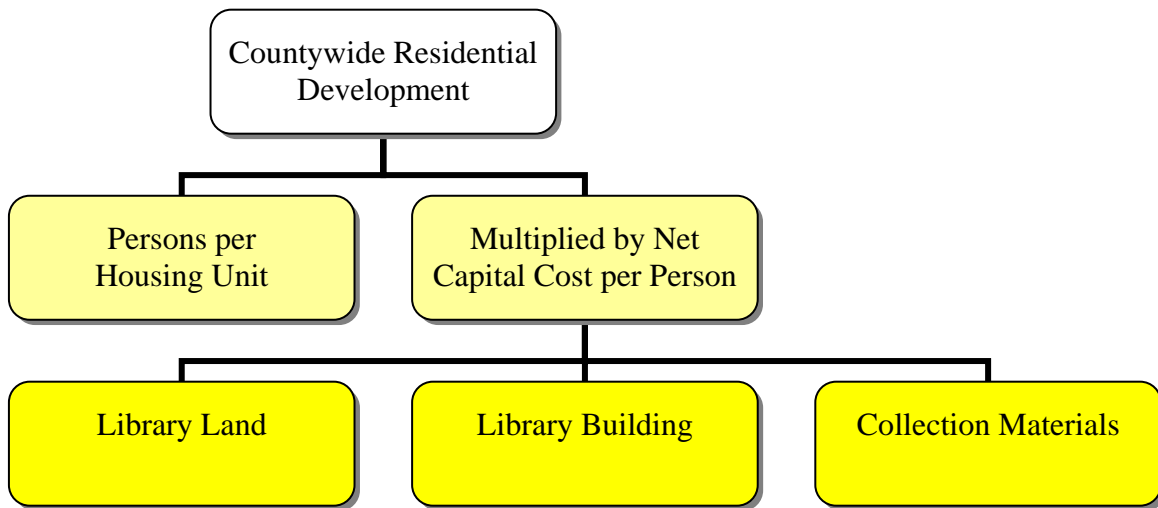 Countywide Residential
Development
Persons per
Housing Unit
Multiplied by Net
Capital Cost per Person
Library Land
Library Building
Collection Materials